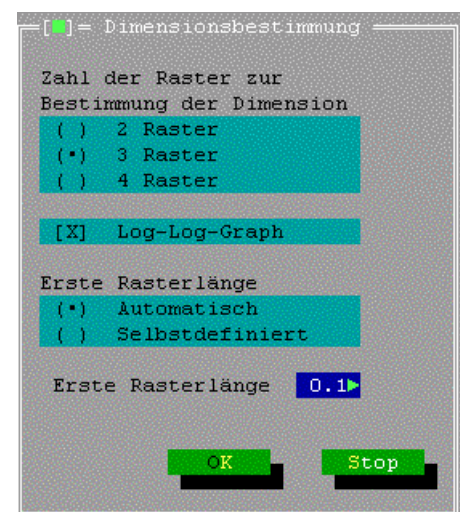 [■]= Dimensionsbestimmung
Zahl der Raster zur
Bestimmung der Dimension
( ) 2 Raster
(•) 3 Raster
( ) 4 Raster
[X] Log-Log-Graph
Erste Rasterlänge
(•) Automatisch
( ) Selbstdefiniert
Erste Rasterlänge 0.1►
OK Stop